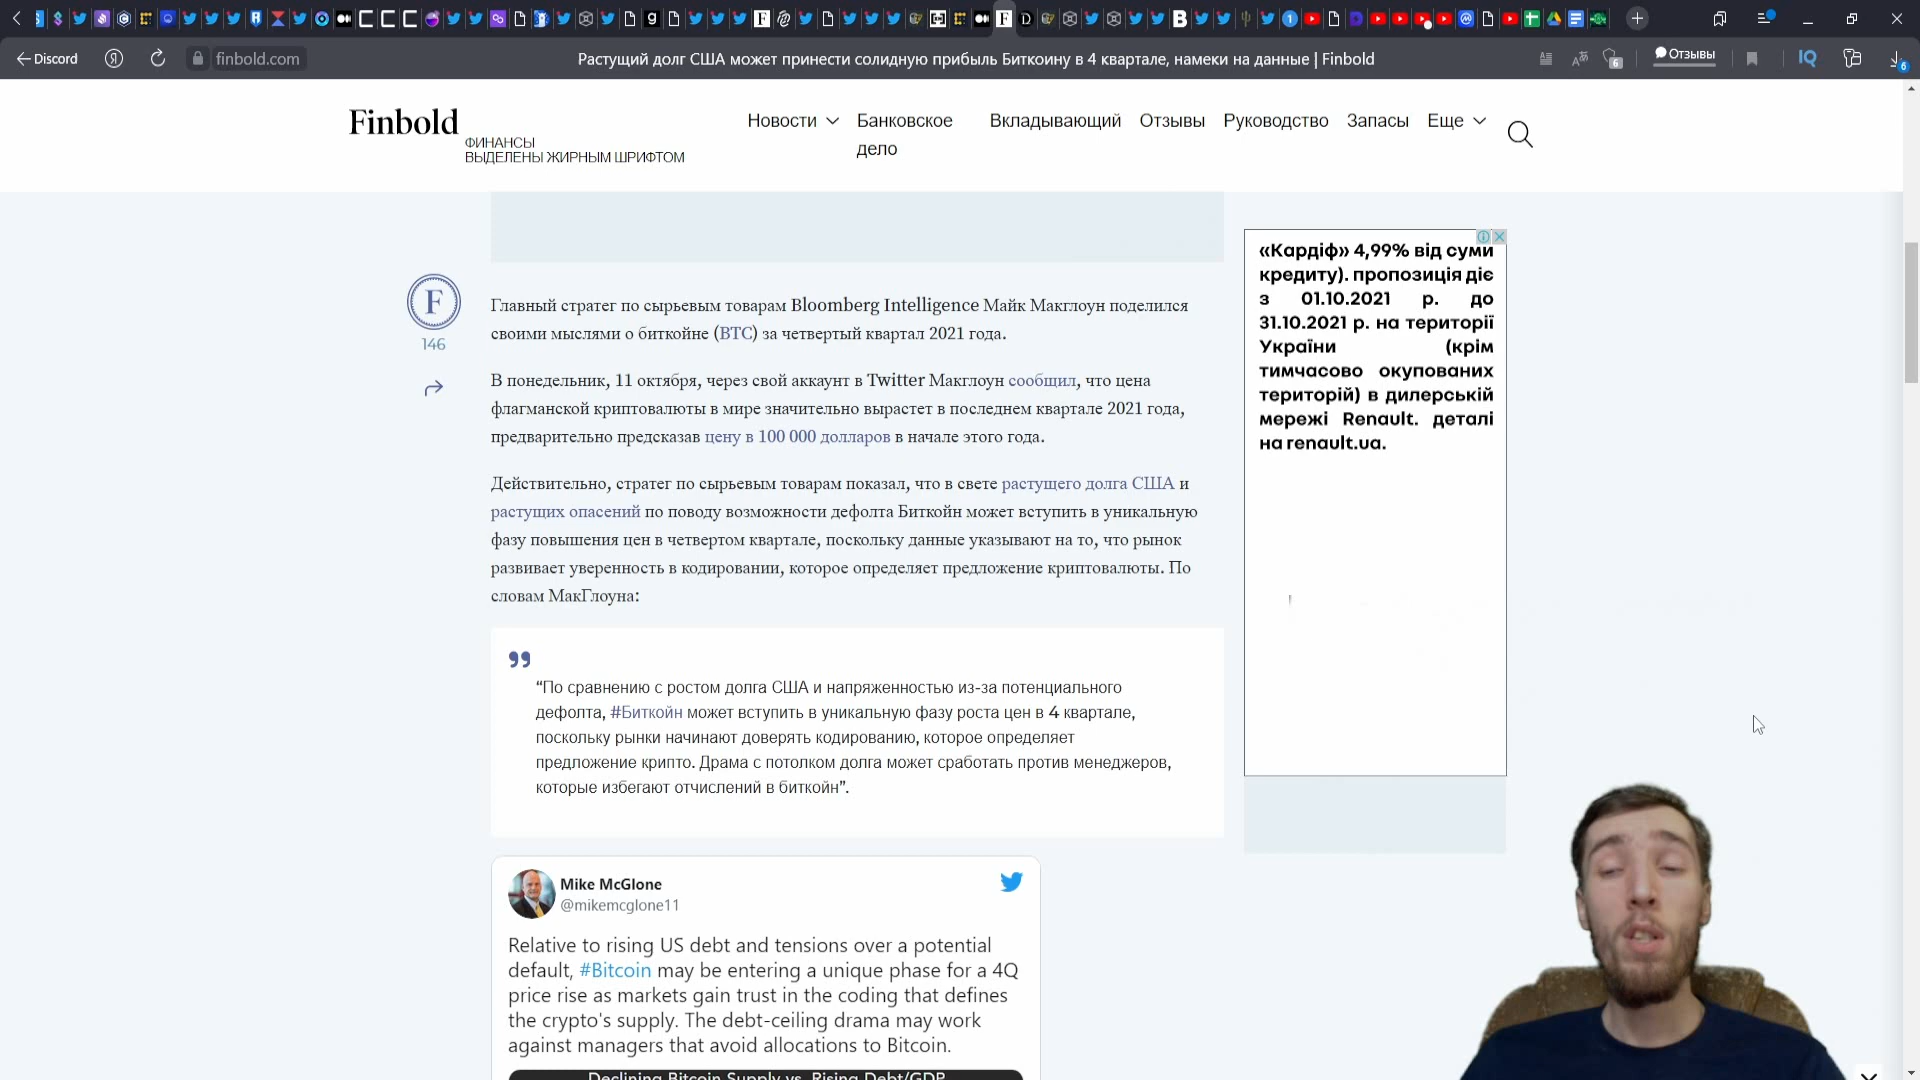 Discord
finbold.com
Растущий долг США может принести солидную прибыль Биткоину в 4 квартале, намеки на данные | Finbold
6
Отзывы
IQ
6
Finbold
ФИНАНСЫ
ВЫДЕЛЕНЫ ЖИРНЫМ ШРИФТОМ
Новости
Банковское дело
Вкладывающий
Отзывы
Руководство
Запасы
Еще
F
146
Главный стратег по сырьевым товарам Bloomberg Intelligence Майк Макглоун поделился
своими мыслями о биткойне (BTC) за четвертый квартал 2021 года.
В понедельник, 11 октября, через свой аккаунт в Twitter Макглоун сообщил, что цена
флагманской криптовалюты в мире значительно вырастет в последнем квартале 2021 года,
предварительно предсказав цену в 100 000 долларов в начале этого года.
Действительно, стратег по сырьевым товарам показал, что в свете растущего долга США и
растущих опасений по поводу возможности дефолта Биткойн может вступить в уникальную
фазу повышения цен в четвертом квартале, поскольку данные указывают на то, что рынок
развивает уверенность в кодировании, которое определяет предложение криптовалюты. По
словам МакГлоуна:
“По сравнению с ростом долга США и напряженностью из-за потенциального
дефолта, #Биткойн может вступить в уникальную фазу роста цен в 4 квартале,
поскольку рынки начинают доверять кодированию, которое определяет
предложение крипто. Драма с потолком долга может сработать против менеджеров,
которые избегают отчислений в биткойн”.
Mike McGlone
@mikemcglone11
Relative to rising US debt and tensions over a potential
default, #Bitcoin may be entering a unique phase for a 4Q
price rise as markets gain trust in the coding that defines
the crypto's supply. The debt-ceiling drama may work
against managers that avoid allocations to Bitcoin.
Declining Bitcoin Supply vs. Rising Debt/GDP
«Кардіф» 4,99% від суми
кредиту). пропозиція діє
з 01.10.2021 р. до
31.10.2021 р. на території
України (крім
тимчасово окупованих
територій) в дилерській
мережі Renault. деталі
на renault.ua.